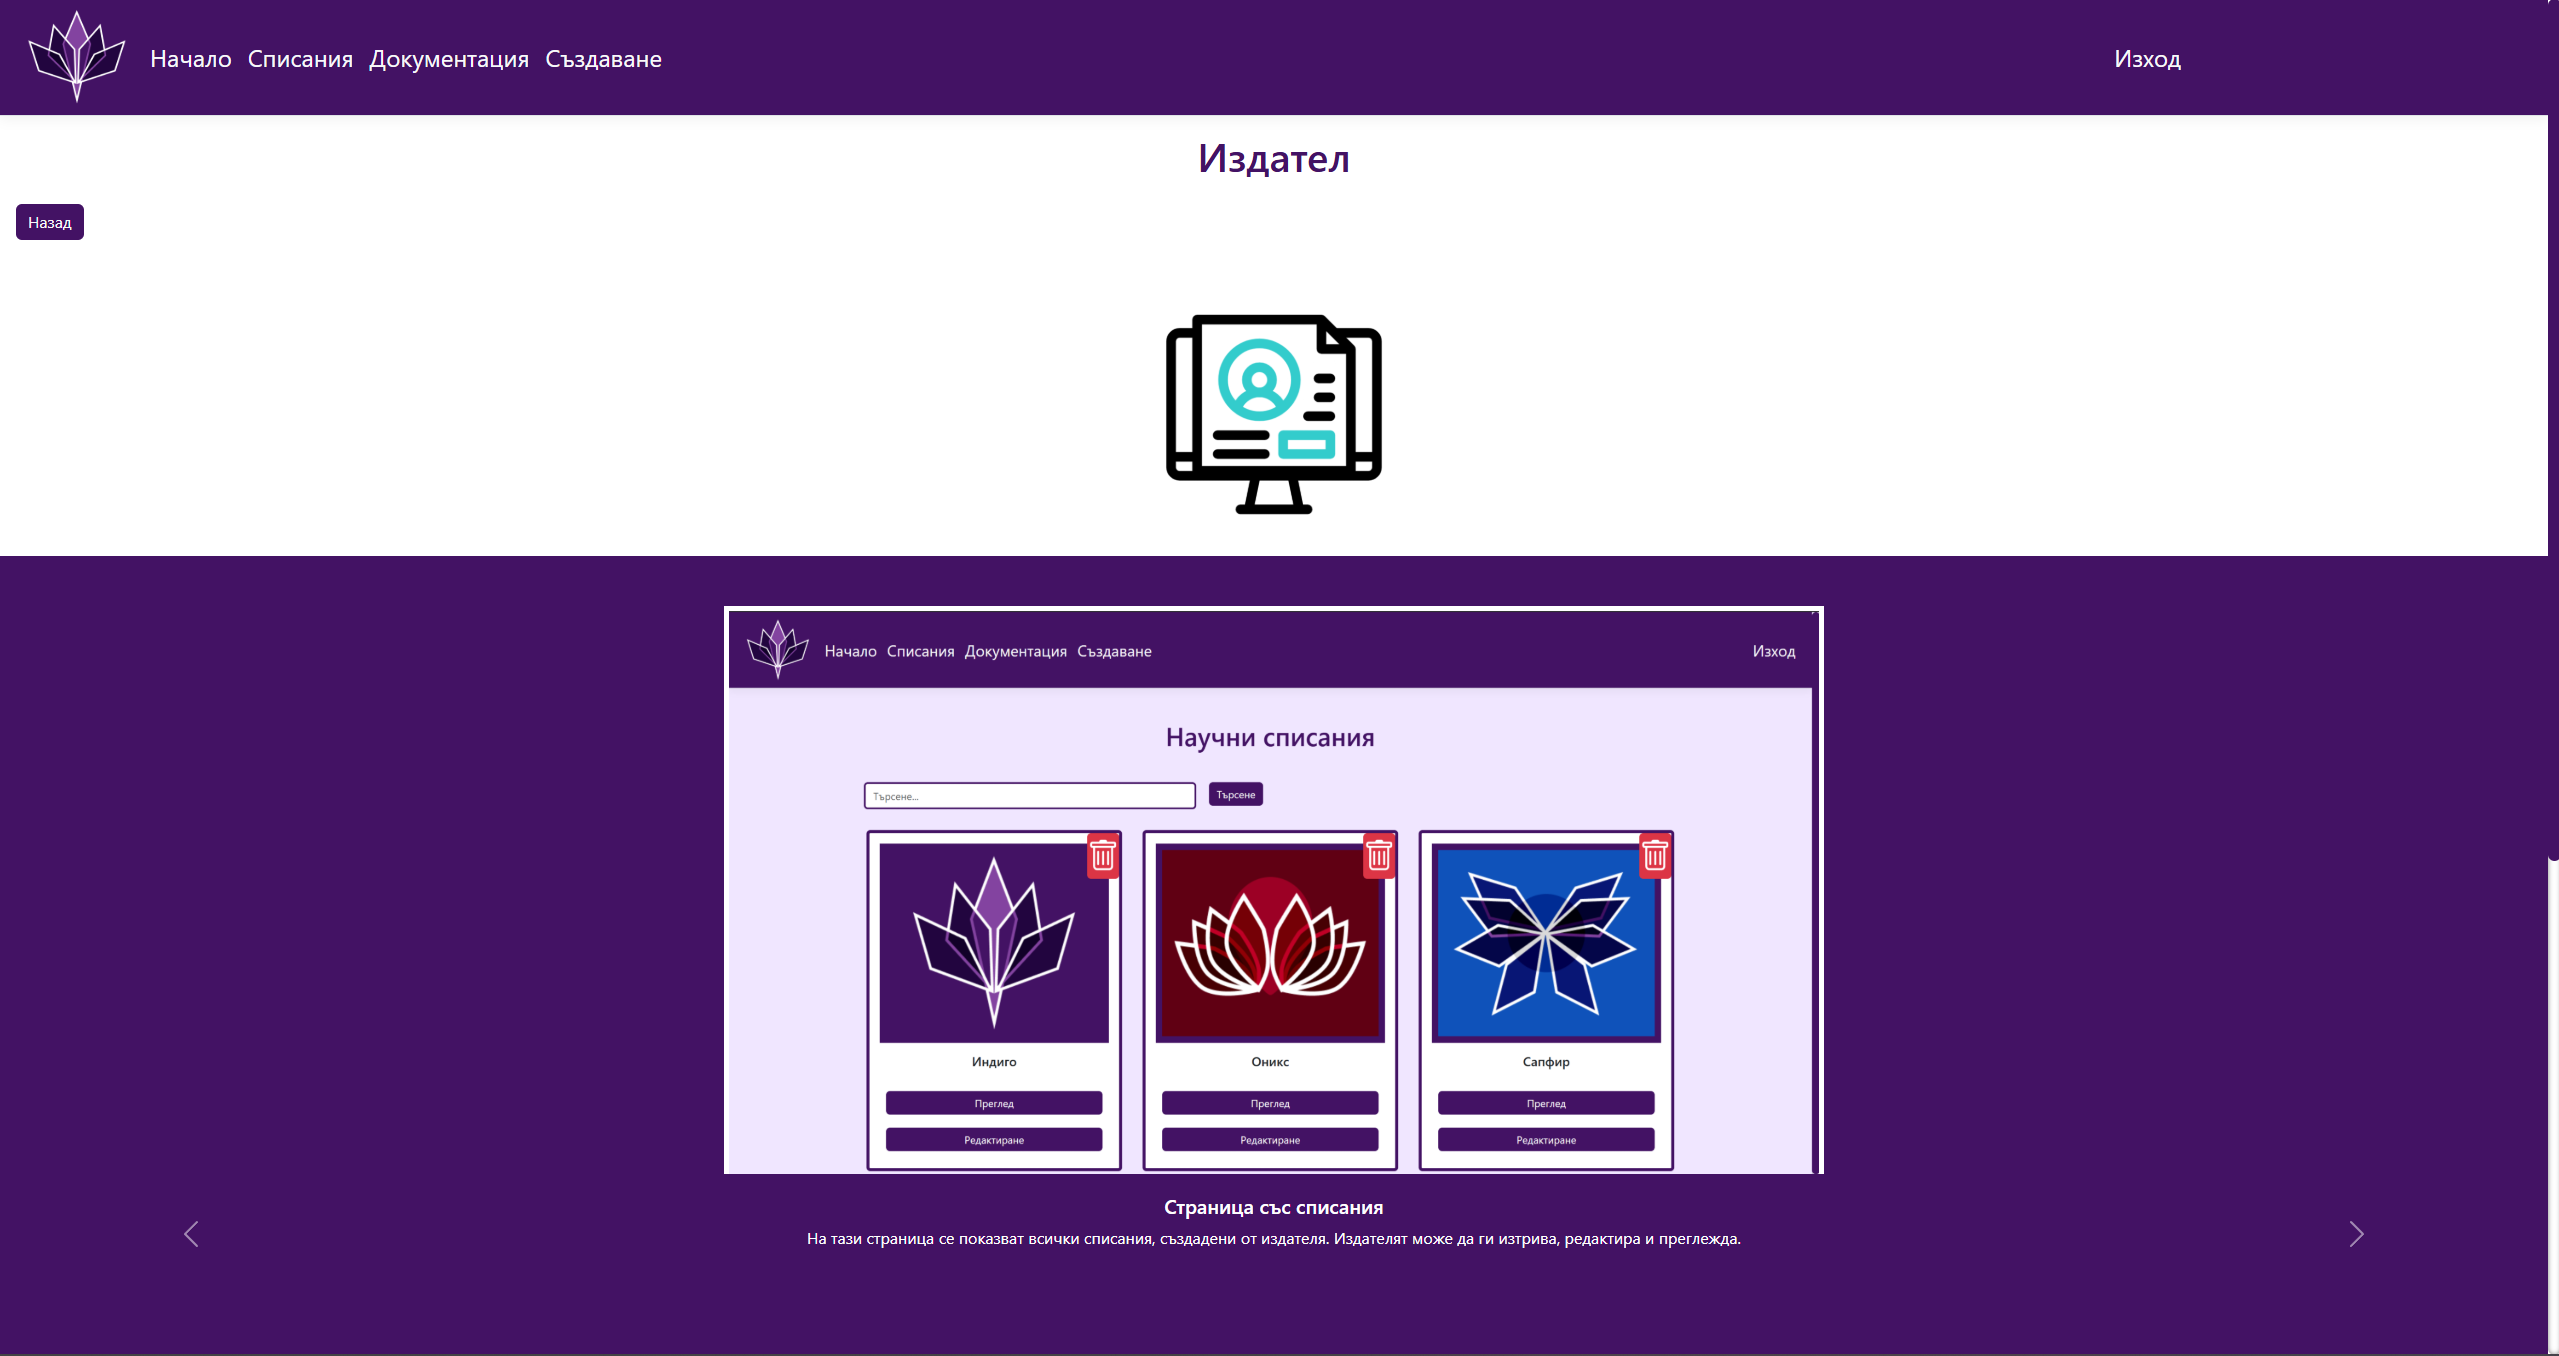 Начало Списания Документация Създаване Изход
Издател
Назад
Начало Списания Документация Създаване Изход
Научни списания
Търсене... Търсене
Индиго Оникс Сапфир
Преглед Преглед Преглед
Редактиране Редактиране Редактиране
Страница със списания
На тази страница се показват всички списания, създадени от издателя. Издателят може да ги изтрива, редактира и преглежда.